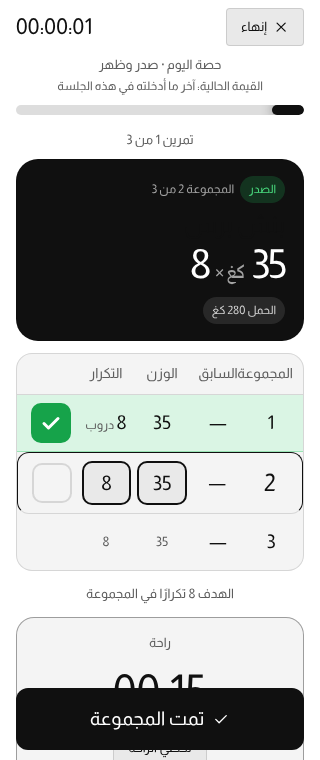 إنهاء
00:00:01
حصة اليوم · صدر وظهر
القيمة الحالية: آخر ما أدخلته في هذه الجلسة
تمرين 1 من 3
الصدر المجموعة 2 من 3
35 كغ × 8
الحمل 280 كغ
المجموعة السابق الوزن التكرار
1 — 35 8 دروب
2 — 35 8
3 — 35 8
الهدف 8 تكرارًا في المجموعة
راحة
00:15
تمت المجموعة